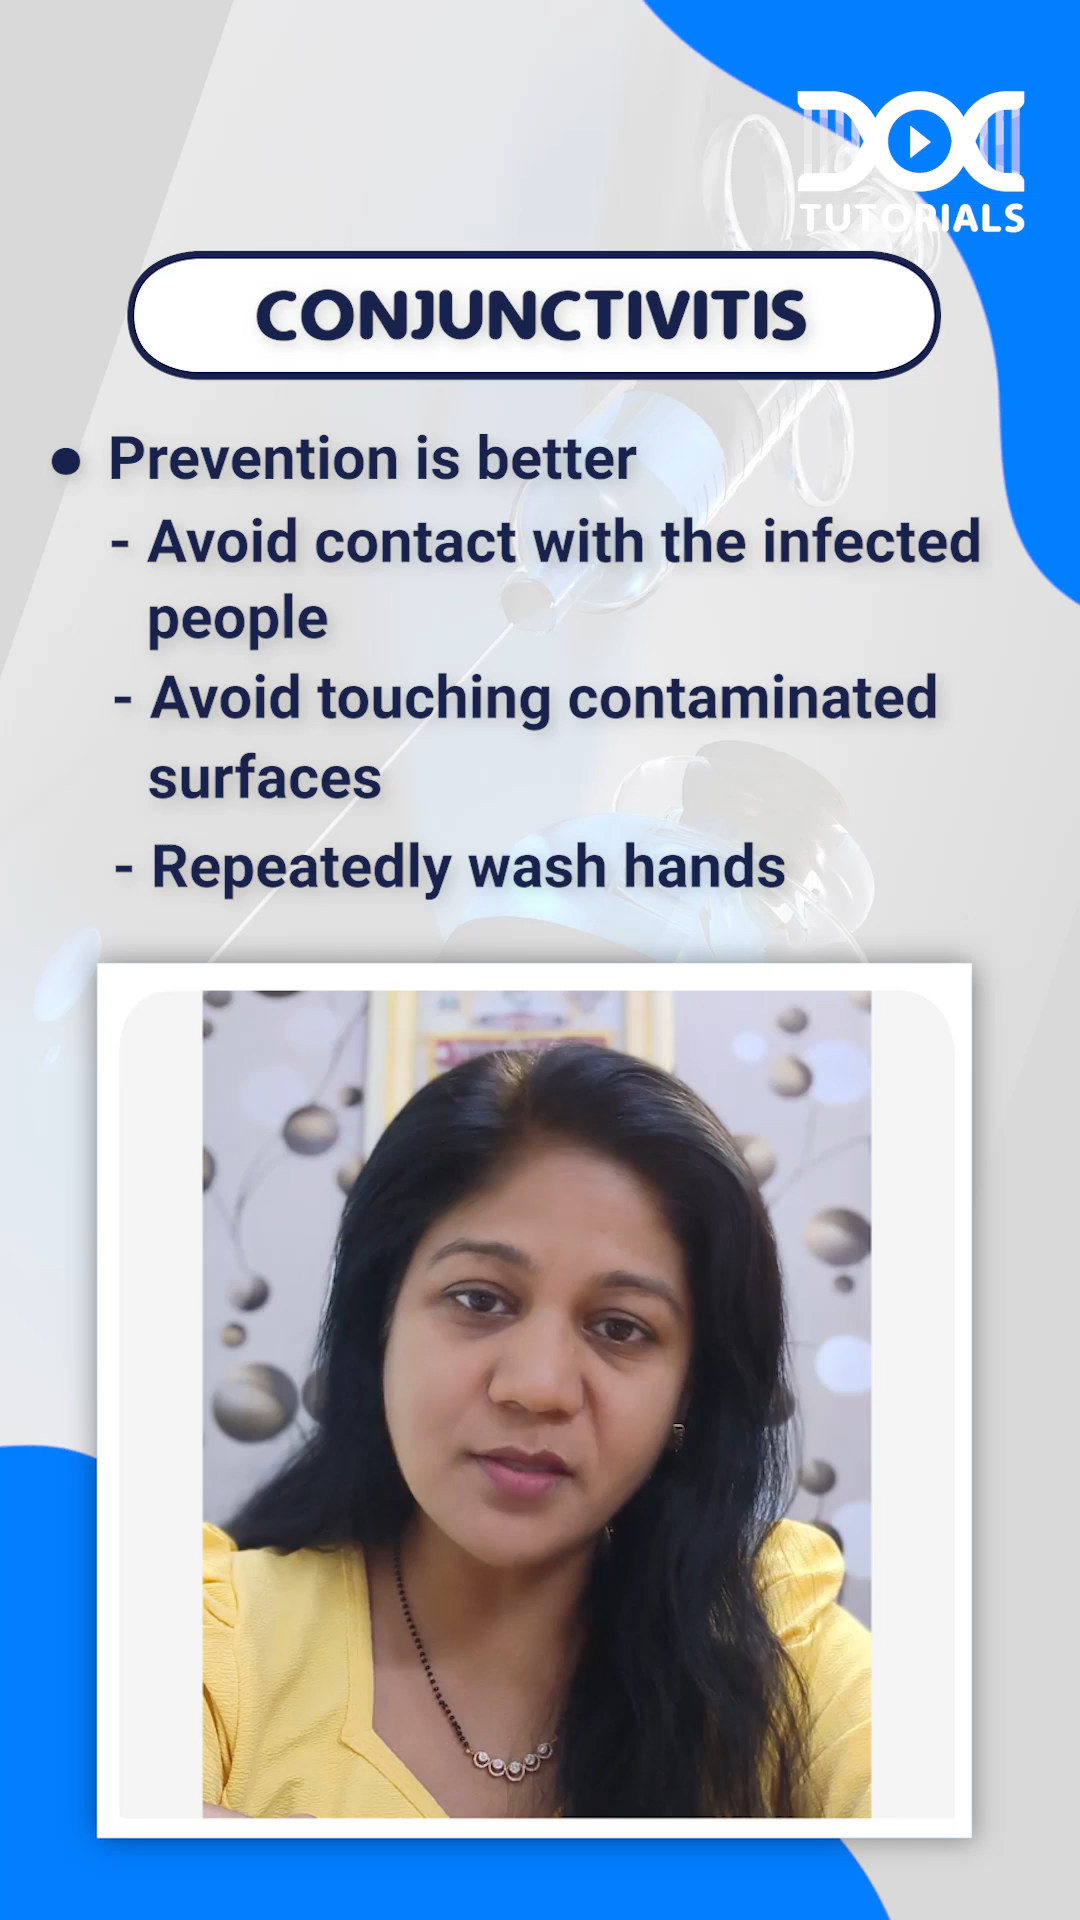 DOC
TUTORIALS
CONJUNCTIVITIS
● Prevention is better
- Avoid contact with the infected
people
- Avoid touching contaminated
surfaces
- Repeatedly wash hands